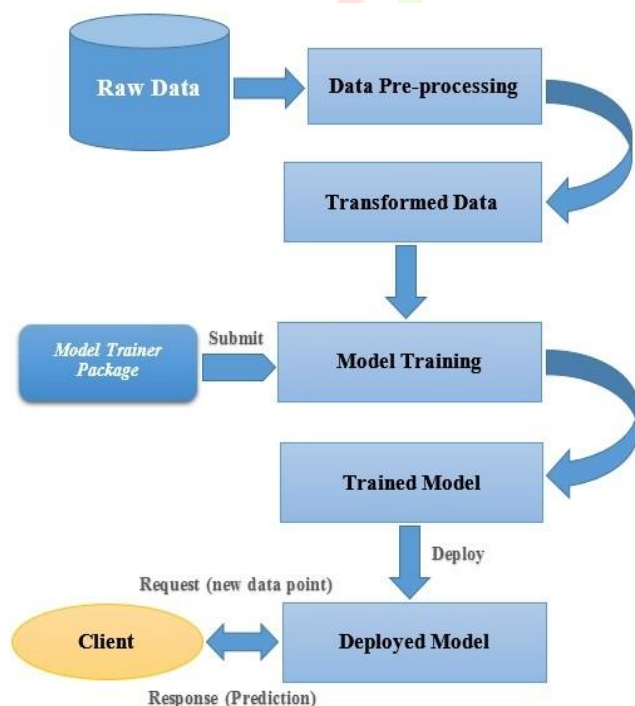 Raw Data
Data Pre-processing
Transformed Data
Model Trainer
Package
Submit
Model Training
Trained Model
Deploy
Request (new data point)
Client
Deployed Model
Response (Prediction)